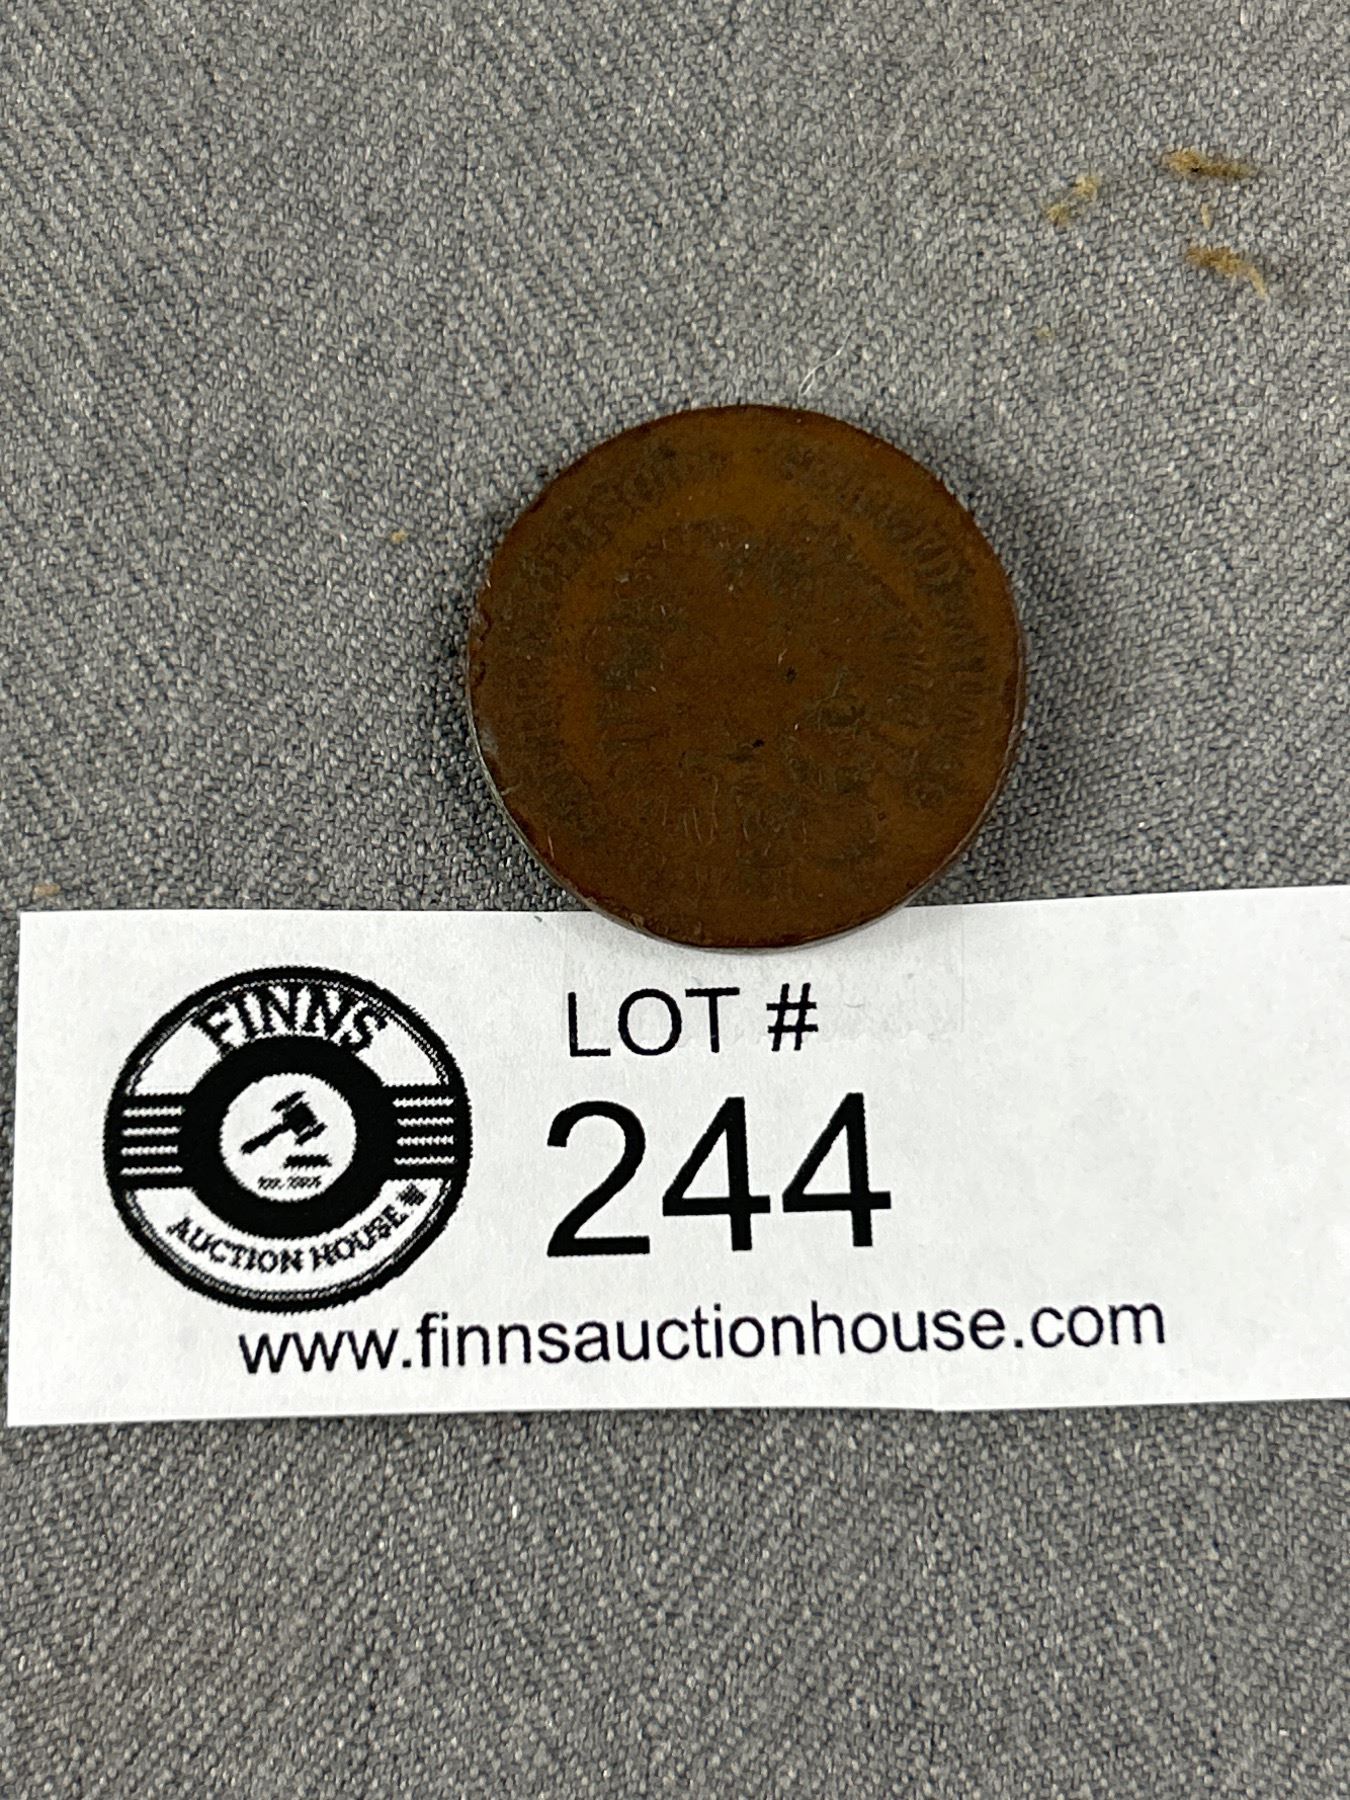 LOT #
244
FINNS
AUCTION HOUSE
www.finnsauctionhouse.com